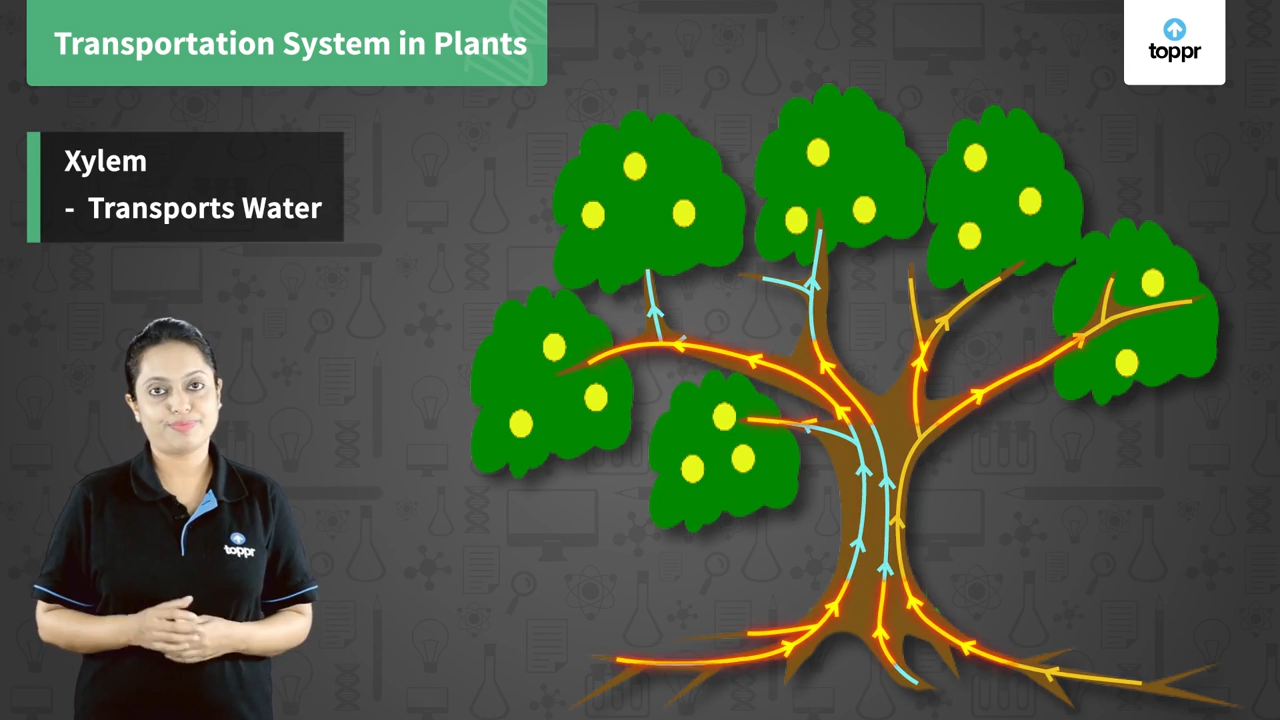 Transportation System in Plants
toppr
Xylem
- Transports Water
toppr